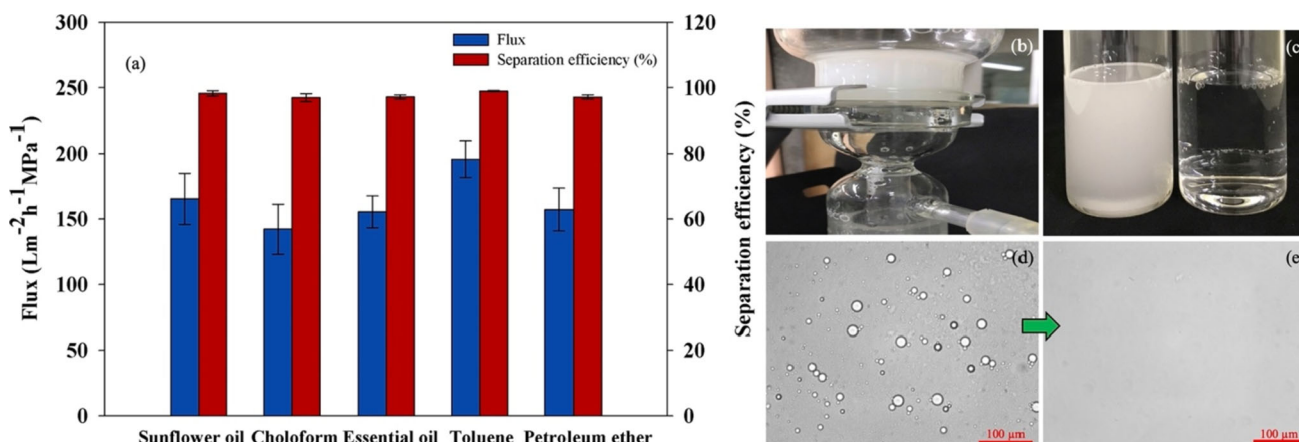 300
250
200
150
100
50
0
Flux (Lm⁻²h⁻¹MPa⁻¹)
(a)
Flux
Separation efficiency (%)
120
100
80
60
40
20
0
Separation efficiency (%)
Sunflower oil Choloform Essential oil Toluene Petroleum ether
(b)
(c)
(d)
100 µm
(e)
100 µm